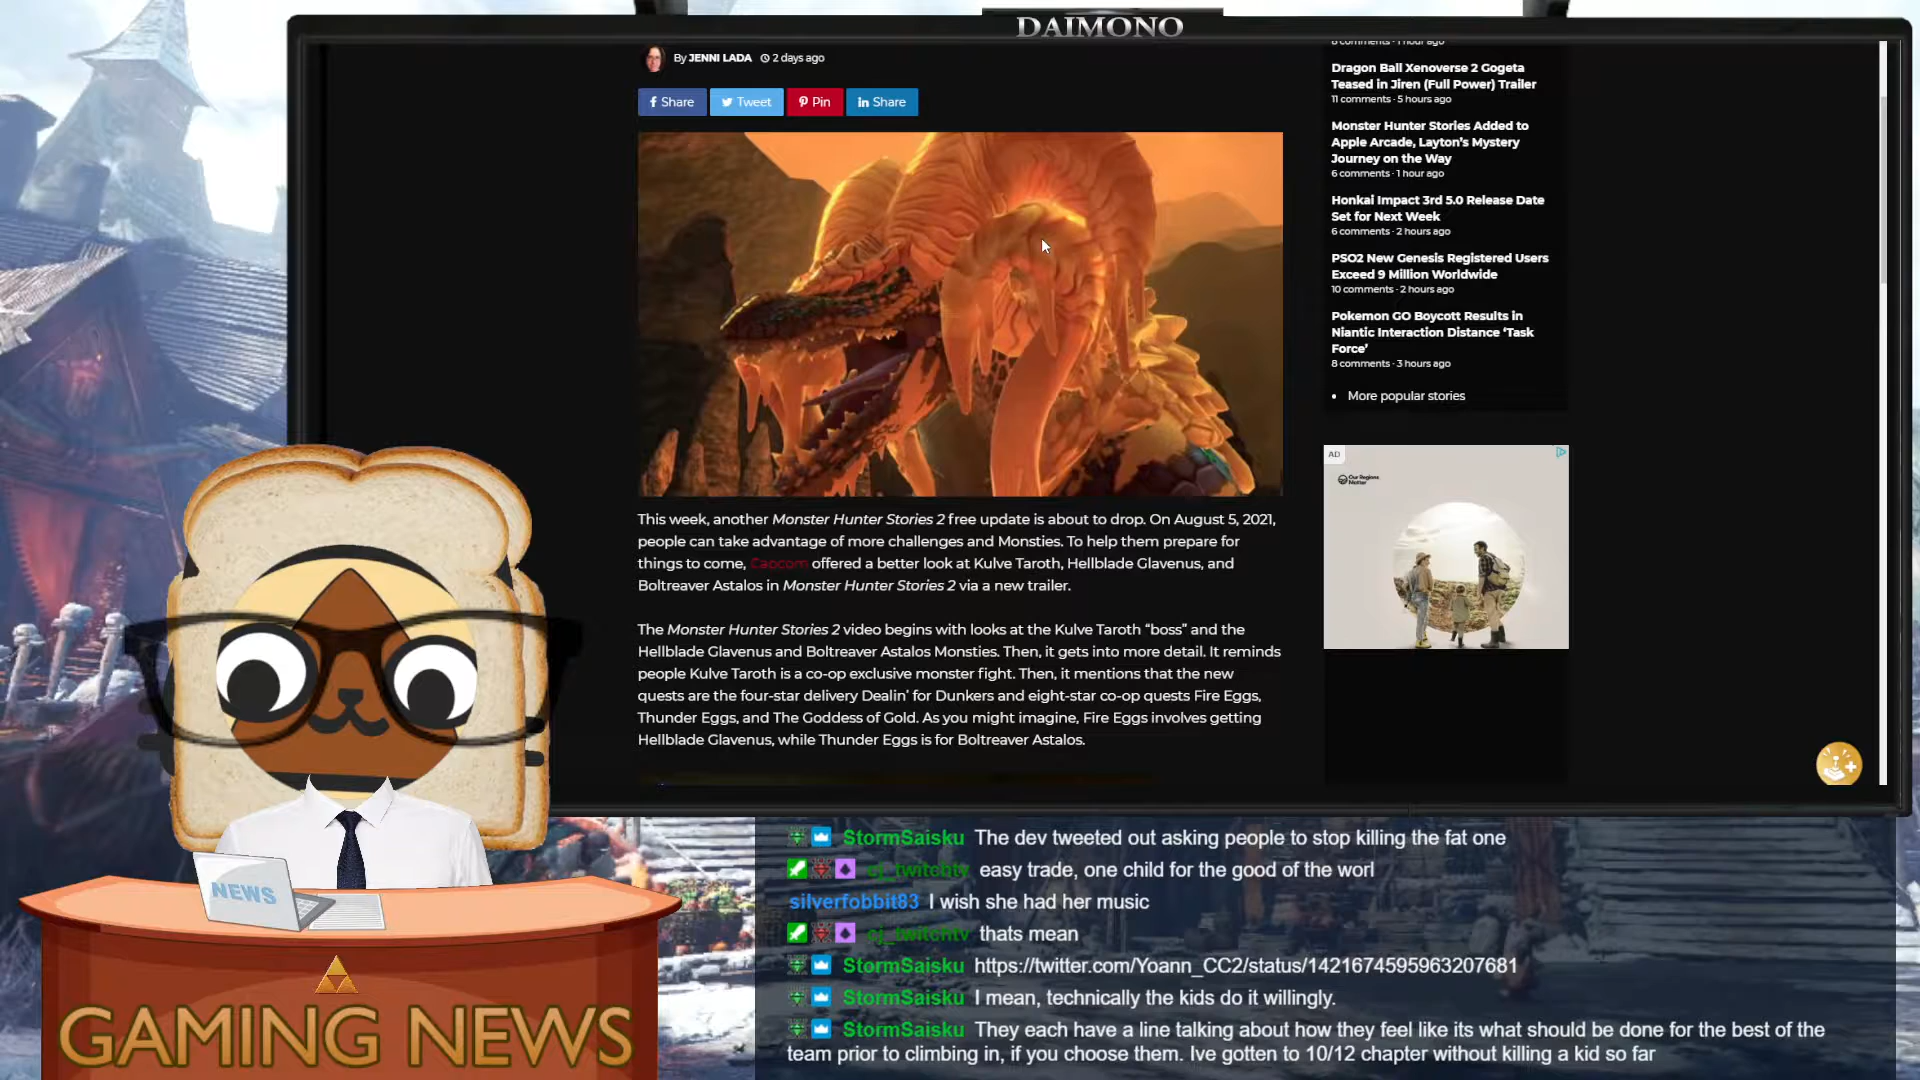 DAIMONO
By JENNI LADA 2 days ago
Share Tweet Pin Share
This week, another Monster Hunter Stories 2 free update is about to drop. On August 5, 2021,
people can take advantage of more challenges and Monsties. To help them prepare for
things to come, Capcom offered a better look at Kulve Taroth, Hellblade Glavenus, and
Boltreaver Astalos in Monster Hunter Stories 2 via a new trailer.
The Monster Hunter Stories 2 video begins with looks at the Kulve Taroth “boss” and the
Hellblade Glavenus and Boltreaver Astalos Monsties. Then, it gets into more detail. It reminds
people Kulve Taroth is a co-op exclusive monster fight. Then, it mentions that the new
quests are the four-star delivery Dealin’ for Dunkers and eight-star co-op quests Fire Eggs,
Thunder Eggs, and The Goddess of Gold. As you might imagine, Fire Eggs involves getting
Hellblade Glavenus, while Thunder Eggs is for Boltreaver Astalos.
comments · 1 hour ago
Dragon Ball Xenoverse 2 Gogeta
Teased in Jiren (Full Power) Trailer
11 comments · 5 hours ago
Monster Hunter Stories Added to
Apple Arcade, Layton’s Mystery
Journey on the Way
6 comments · 1 hour ago
Honkai Impact 3rd 5.0 Release Date
Set for Next Week
6 comments · 2 hours ago
PSO2 New Genesis Registered Users
Exceed 9 Million Worldwide
10 comments · 2 hours ago
Pokemon GO Boycott Results in
Niantic Interaction Distance ‘Task
Force’
8 comments · 3 hours ago
More popular stories
AD
Our Regions
Matter
NEWS
GAMING NEWS
StormSaisku The dev tweeted out asking people to stop killing the fat one
cj_twitchtv easy trade, one child for the good of the worl
silverfobbit83 I wish she had her music
cj_twitchtv thats mean
StormSaisku https://twitter.com/Yoann_CC2/status/1421674595963207681
StormSaisku I mean, technically the kids do it willingly.
StormSaisku They each have a line talking about how they feel like its what should be done for the best of the
team prior to climbing in, if you choose them. Ive gotten to 10/12 chapter without killing a kid so far